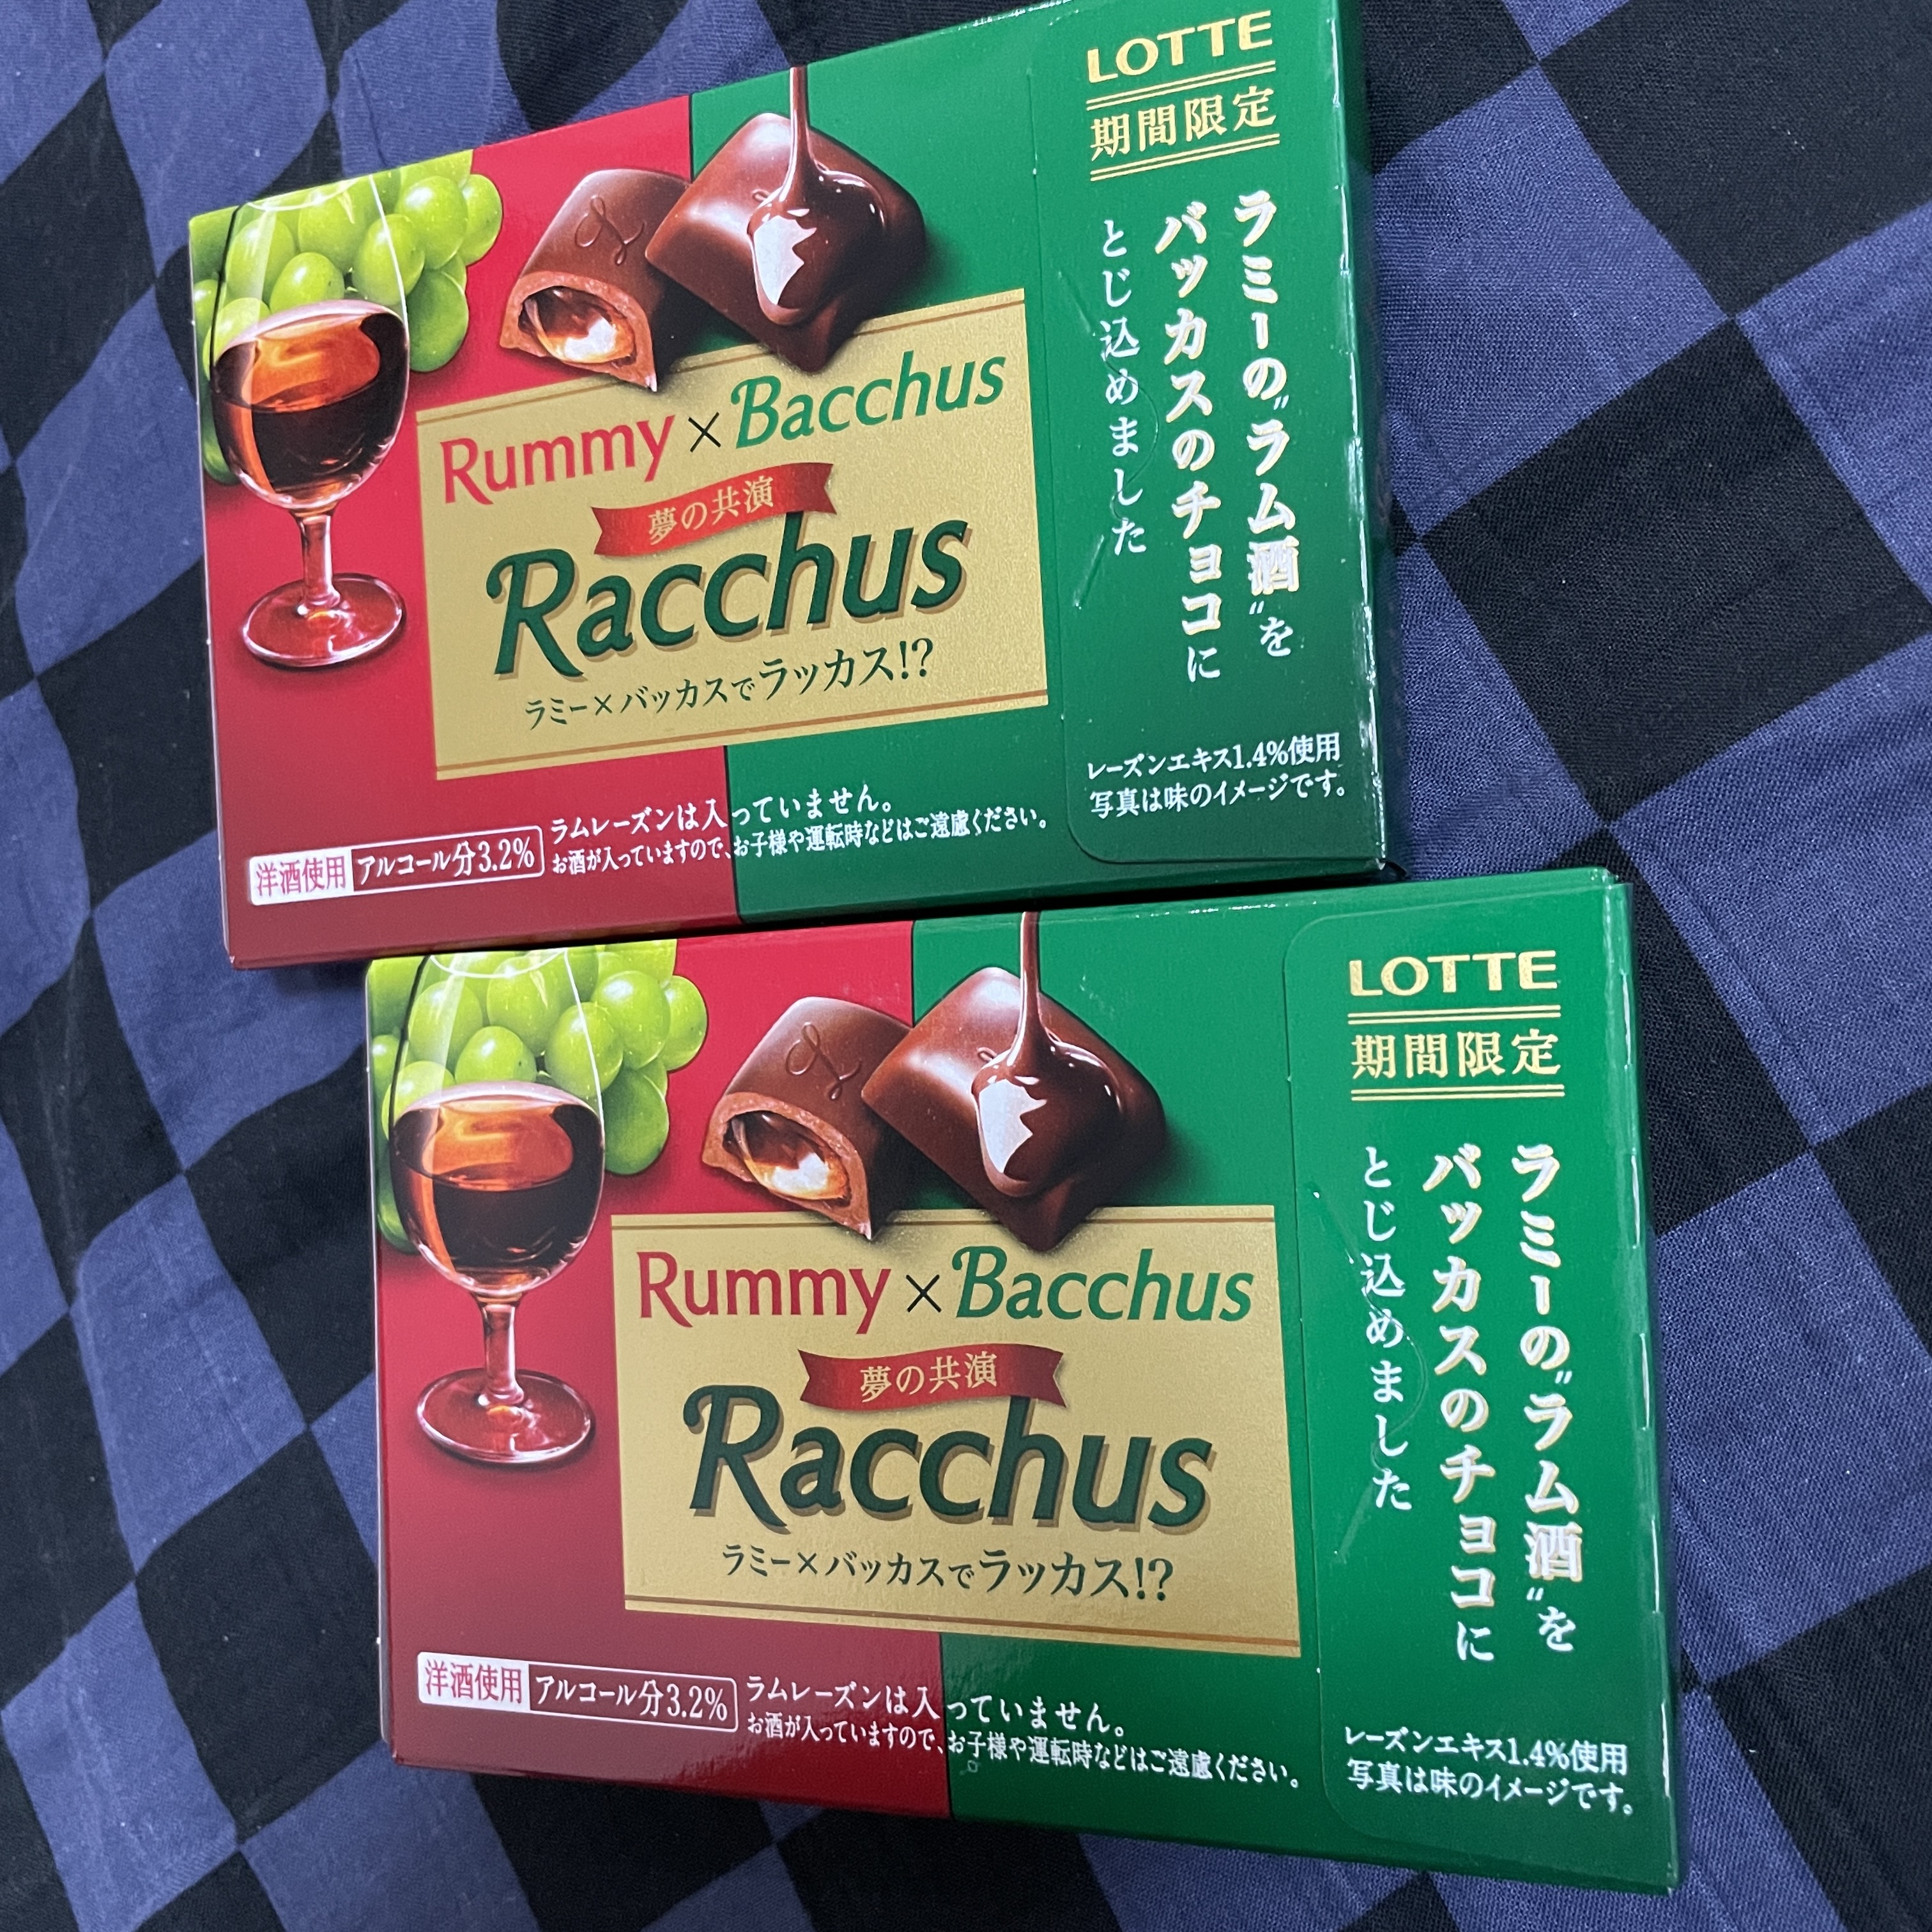 LOTTE
期間限定
ラミーの"ラム酒"を
バッカスのチョコに
とじ込めました
Rummy×Bacchus
夢の共演
Racchus
ラミー×バッカスでラッカス!?
レーズンエキス1.4%使用
写真は味のイメージです。
洋酒使用 アルコール分3.2%
ラムレーズンは入っていません。
お酒が入っていますので、お子様や運転時などはご遠慮ください。
LOTTE
期間限定
ラミーの"ラム酒"を
バッカスのチョコに
とじ込めました
Rummy×Bacchus
夢の共演
Racchus
ラミー×バッカスでラッカス!?
レーズンエキス1.4%使用
写真は味のイメージです。
洋酒使用 アルコール分3.2%
ラムレーズンは入っていません。
お酒が入っていますので、お子様や運転時などはご遠慮ください。